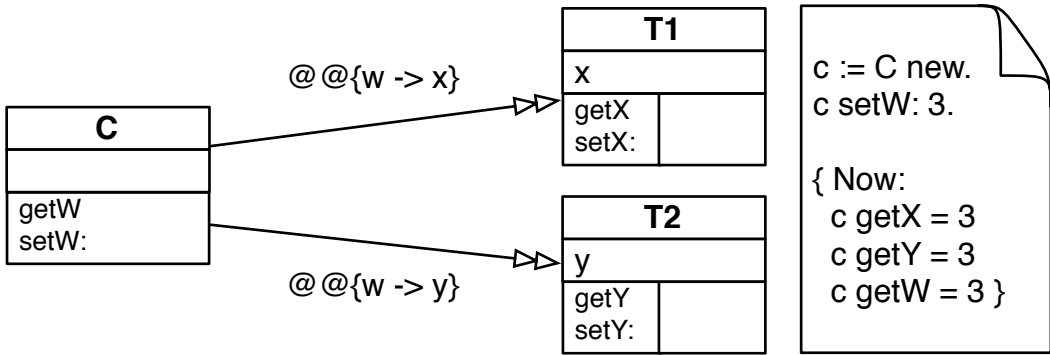 C
getW
setW:
@@{w -> x}
@@{w -> y}
T1
x
getX
setX:
T2
y
getY
setY:
c := C new.
c setW: 3.
{ Now:
c getX = 3
c getY = 3
c getW = 3 }